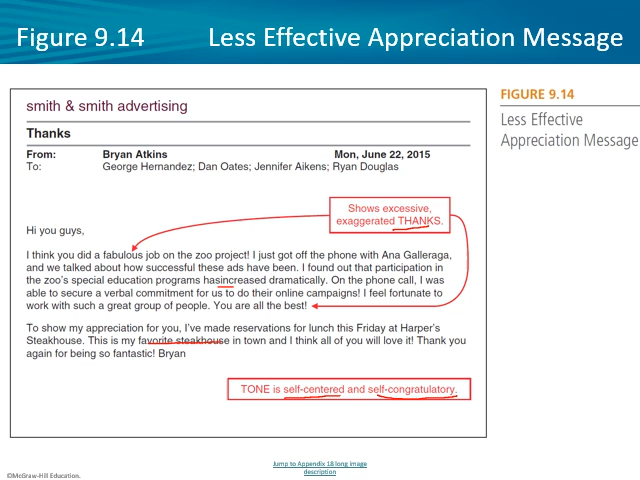 Figure 9.14 Less Effective Appreciation Message
FIGURE 9.14
Less Effective
Appreciation Message
smith & smith advertising
Thanks
From: Bryan Atkins Mon, June 22, 2015
To: George Hernandez; Dan Oates; Jennifer Aikens; Ryan Douglas
Shows excessive,
exaggerated THANKS.
Hi you guys,
I think you did a fabulous job on the zoo project! I just got off the phone with Ana Galleraga,
and we talked about how successful these ads have been. I found out that participation in
the zoo's special education programs hasincreased dramatically. On the phone call, I was
able to secure a verbal commitment for us to do their online campaigns! I feel fortunate to
work with such a great group of people. You are all the best!
To show my appreciation for you, I've made reservations for lunch this Friday at Harper's
Steakhouse. This is my favorite steakhouse in town and I think all of you will love it! Thank you
again for being so fantastic! Bryan
TONE is self-centered and self-congratulatory.
Jump to Appendix 18 long image
description
©McGraw-Hill Education.